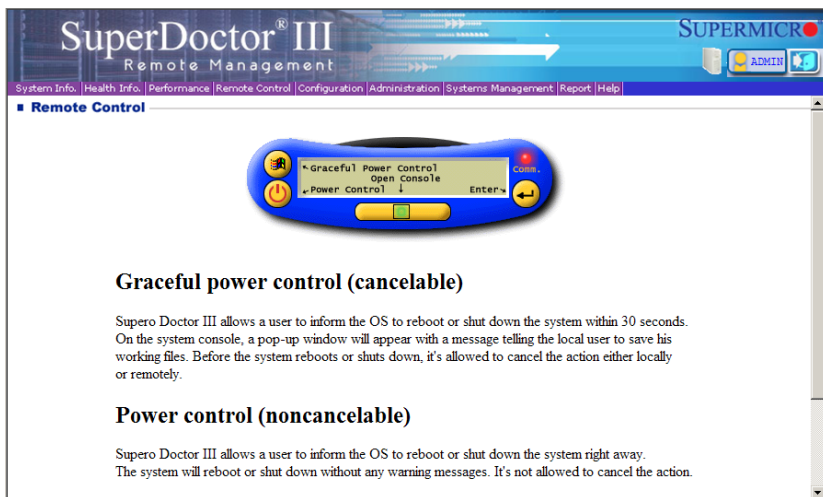 SuperDoctor® III
Remote Management
SUPERMICRO
ADMIN
System Info. Health Info. Performance Remote Control Configuration Administration Systems Management Report Help
Remote Control
Graceful Power Control
Open Console
Power Control
Enter
Comm.
Graceful power control (cancelable)
Supero Doctor III allows a user to inform the OS to reboot or shut down the system within 30 seconds.
On the system console, a pop-up window will appear with a message telling the local user to save his
working files. Before the system reboots or shuts down, it's allowed to cancel the action either locally
or remotely.
Power control (noncancelable)
Supero Doctor III allows a user to inform the OS to reboot or shut down the system right away.
The system will reboot or shut down without any warning messages. It's not allowed to cancel the action.